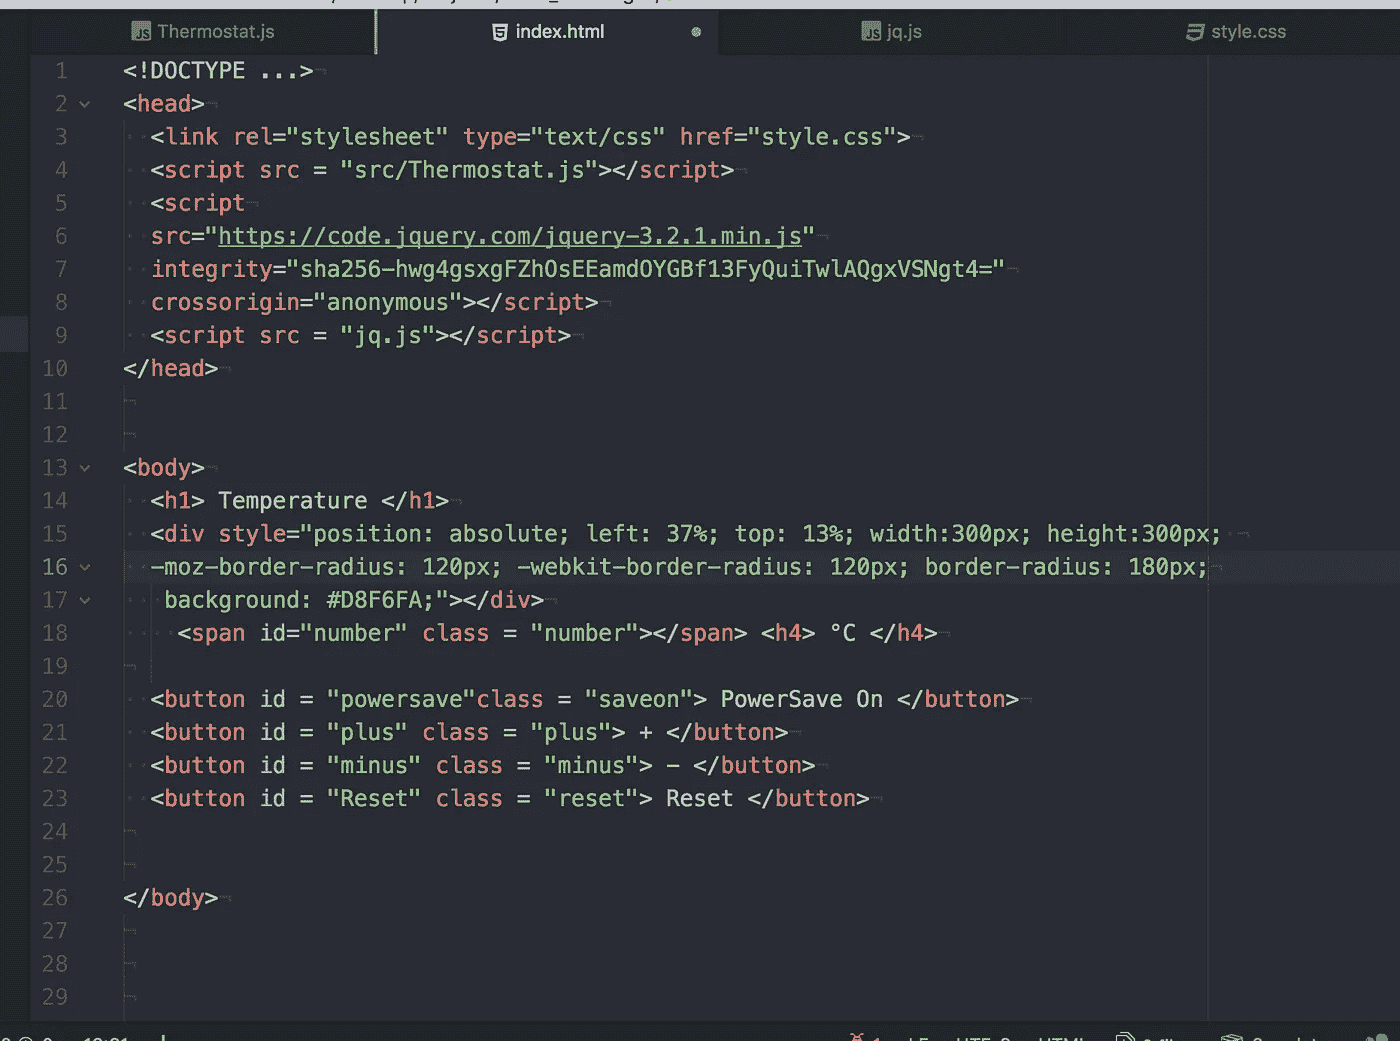 Thermostat.js index.html jq.js style.css
1 <!DOCTYPE ...>
2 <head>
3 <link rel="stylesheet" type="text/css" href="style.css">
4 <script src = "src/Thermostat.js"></script>
5 <script
6 src="https://code.jquery.com/jquery-3.2.1.min.js"
7 integrity="sha256-hwg4gsxgFZhOsEEamdOYGBf13FyQuiTwlAQgxVSNgt4="
8 crossorigin="anonymous"></script>
9 <script src = "jq.js"></script>
10 </head>
11
12
13 <body>
14 <h1> Temperature </h1>
15 <div style="position: absolute; left: 37%; top: 13%; width:300px; height:300px;
16 -moz-border-radius: 120px; -webkit-border-radius: 120px; border-radius: 180px;
17 background: #D8F6FA;"></div>
18 <span id="number" class = "number"></span> <h4> °C </h4>
19
20 <button id = "powersave"class = "saveon"> PowerSave On </button>
21 <button id = "plus" class = "plus"> + </button>
22 <button id = "minus" class = "minus"> - </button>
23 <button id = "Reset" class = "reset"> Reset </button>
24
25
26 </body>
27
28
29